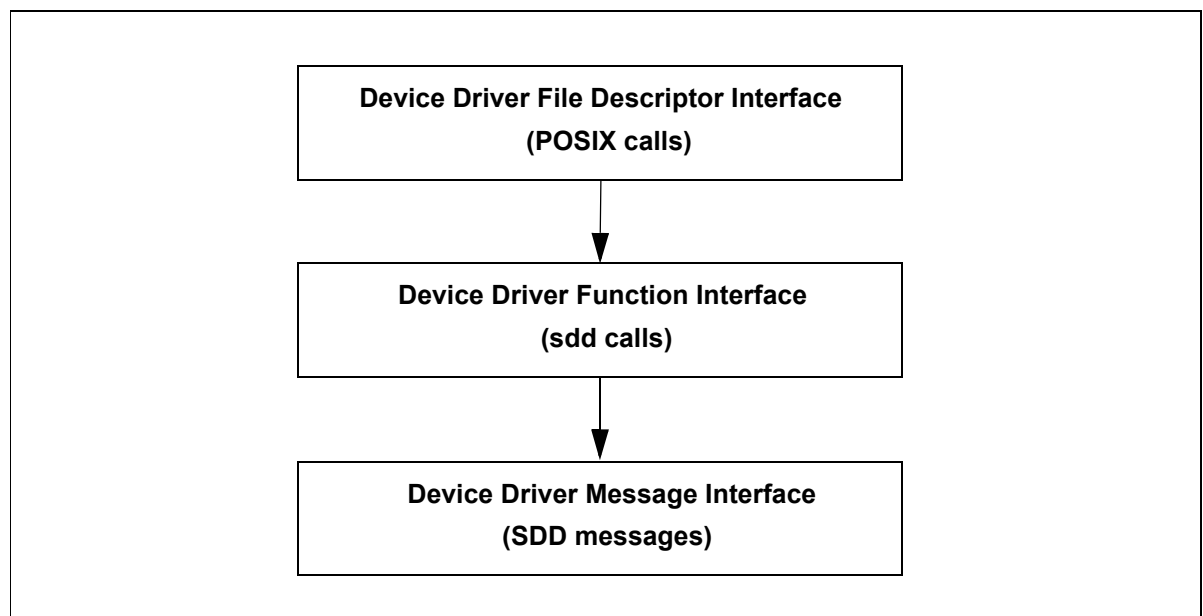 Device Driver File Descriptor Interface
(POSIX calls)
Device Driver Function Interface
(sdd calls)
Device Driver Message Interface
(SDD messages)